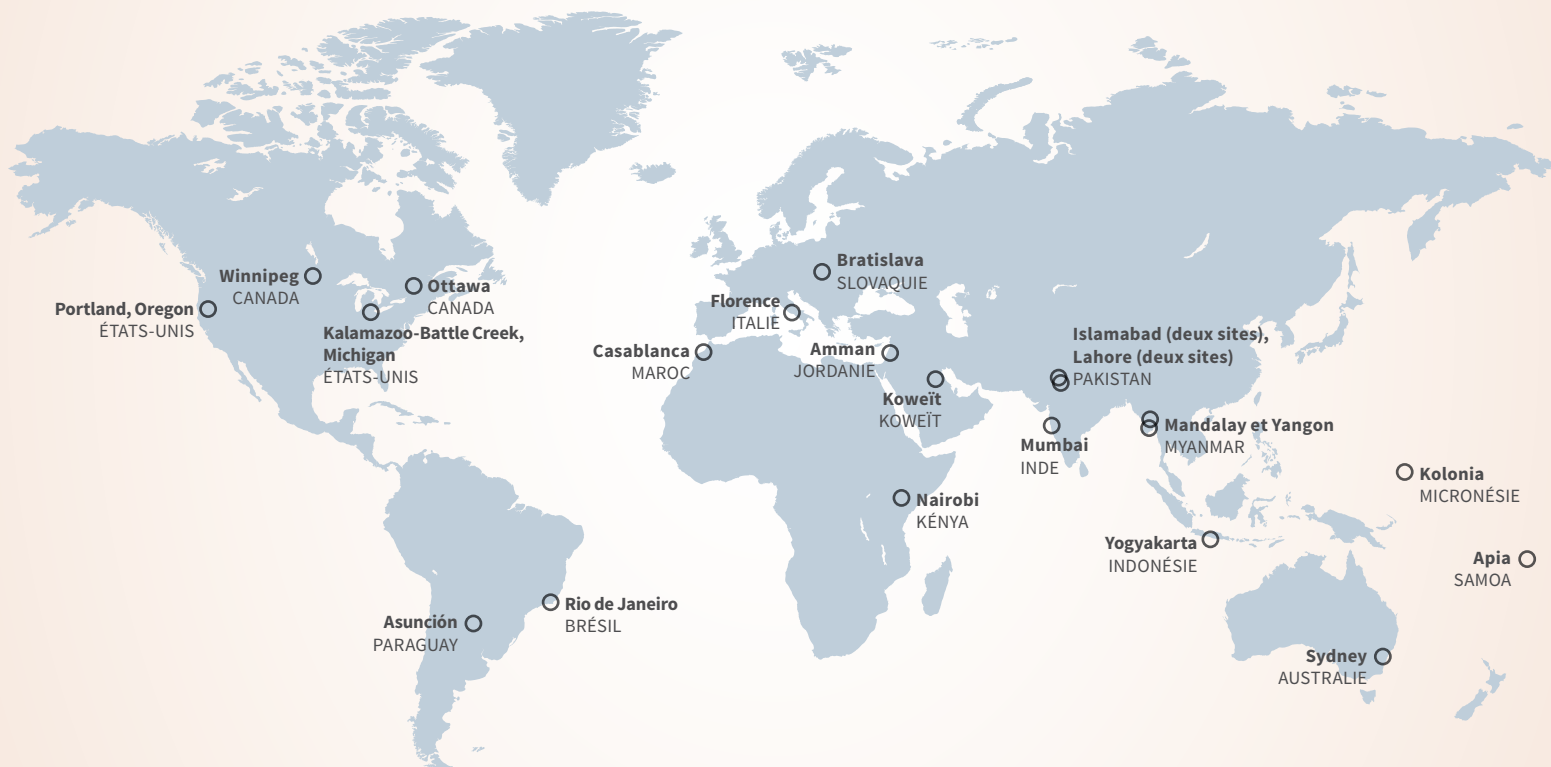 Winnipeg
CANADA
Ottawa
CANADA
Portland, Oregon
ÉTATS-UNIS
Kalamazoo-Battle Creek,
Michigan
ÉTATS-UNIS
Bratislava
SLOVAQUIE
Florence
ITALIE
Casablanca
MAROC
Amman
JORDANIE
Koweït
KOWEÏT
Islamabad (deux sites),
Lahore (deux sites)
PAKISTAN
Mumbai
INDE
Mandalay et Yangon
MYANMAR
Kolonia
MICRONÉSIE
Nairobi
KÉNYA
Yogyakarta
INDONÉSIE
Apia
SAMOA
Rio de Janeiro
BRÉSIL
Asunción
PARAGUAY
Sydney
AUSTRALIE